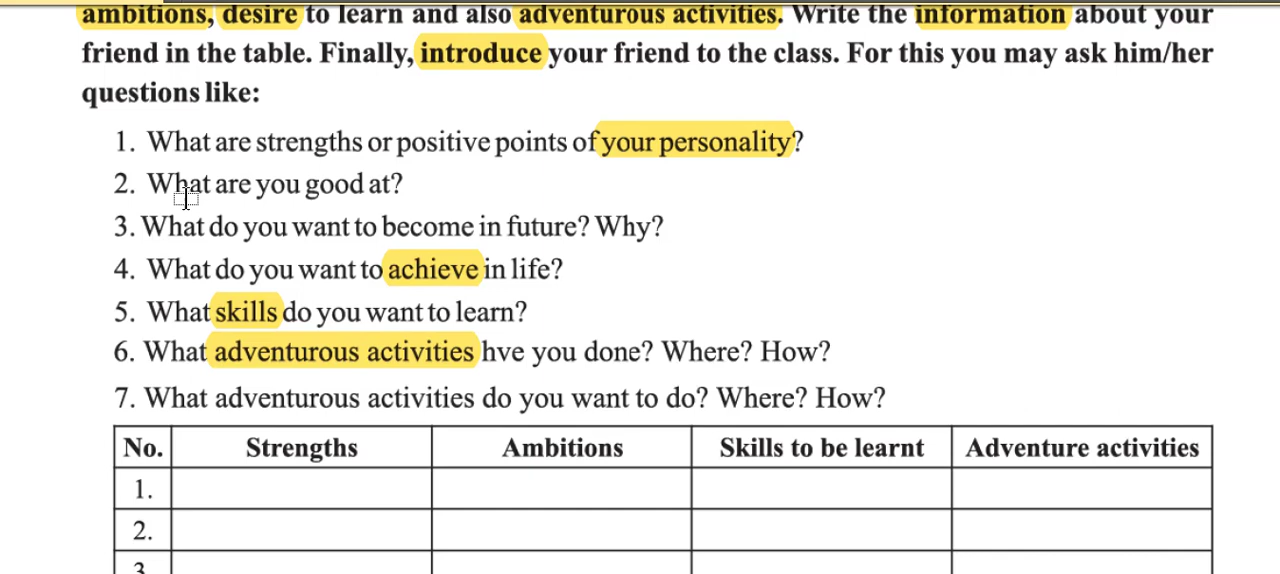 ambitions, desire to learn and also adventurous activities. Write the information about your
friend in the table. Finally, introduce your friend to the class. For this you may ask him/her
questions like:
1. What are strengths or positive points of your personality?
2. What are you good at?
3. What do you want to become in future? Why?
4. What do you want to achieve in life?
5. What skills do you want to learn?
6. What adventurous activities hve you done? Where? How?
7. What adventurous activities do you want to do? Where? How?
No. Strengths Ambitions Skills to be learnt Adventure activities
1.
2.
3.